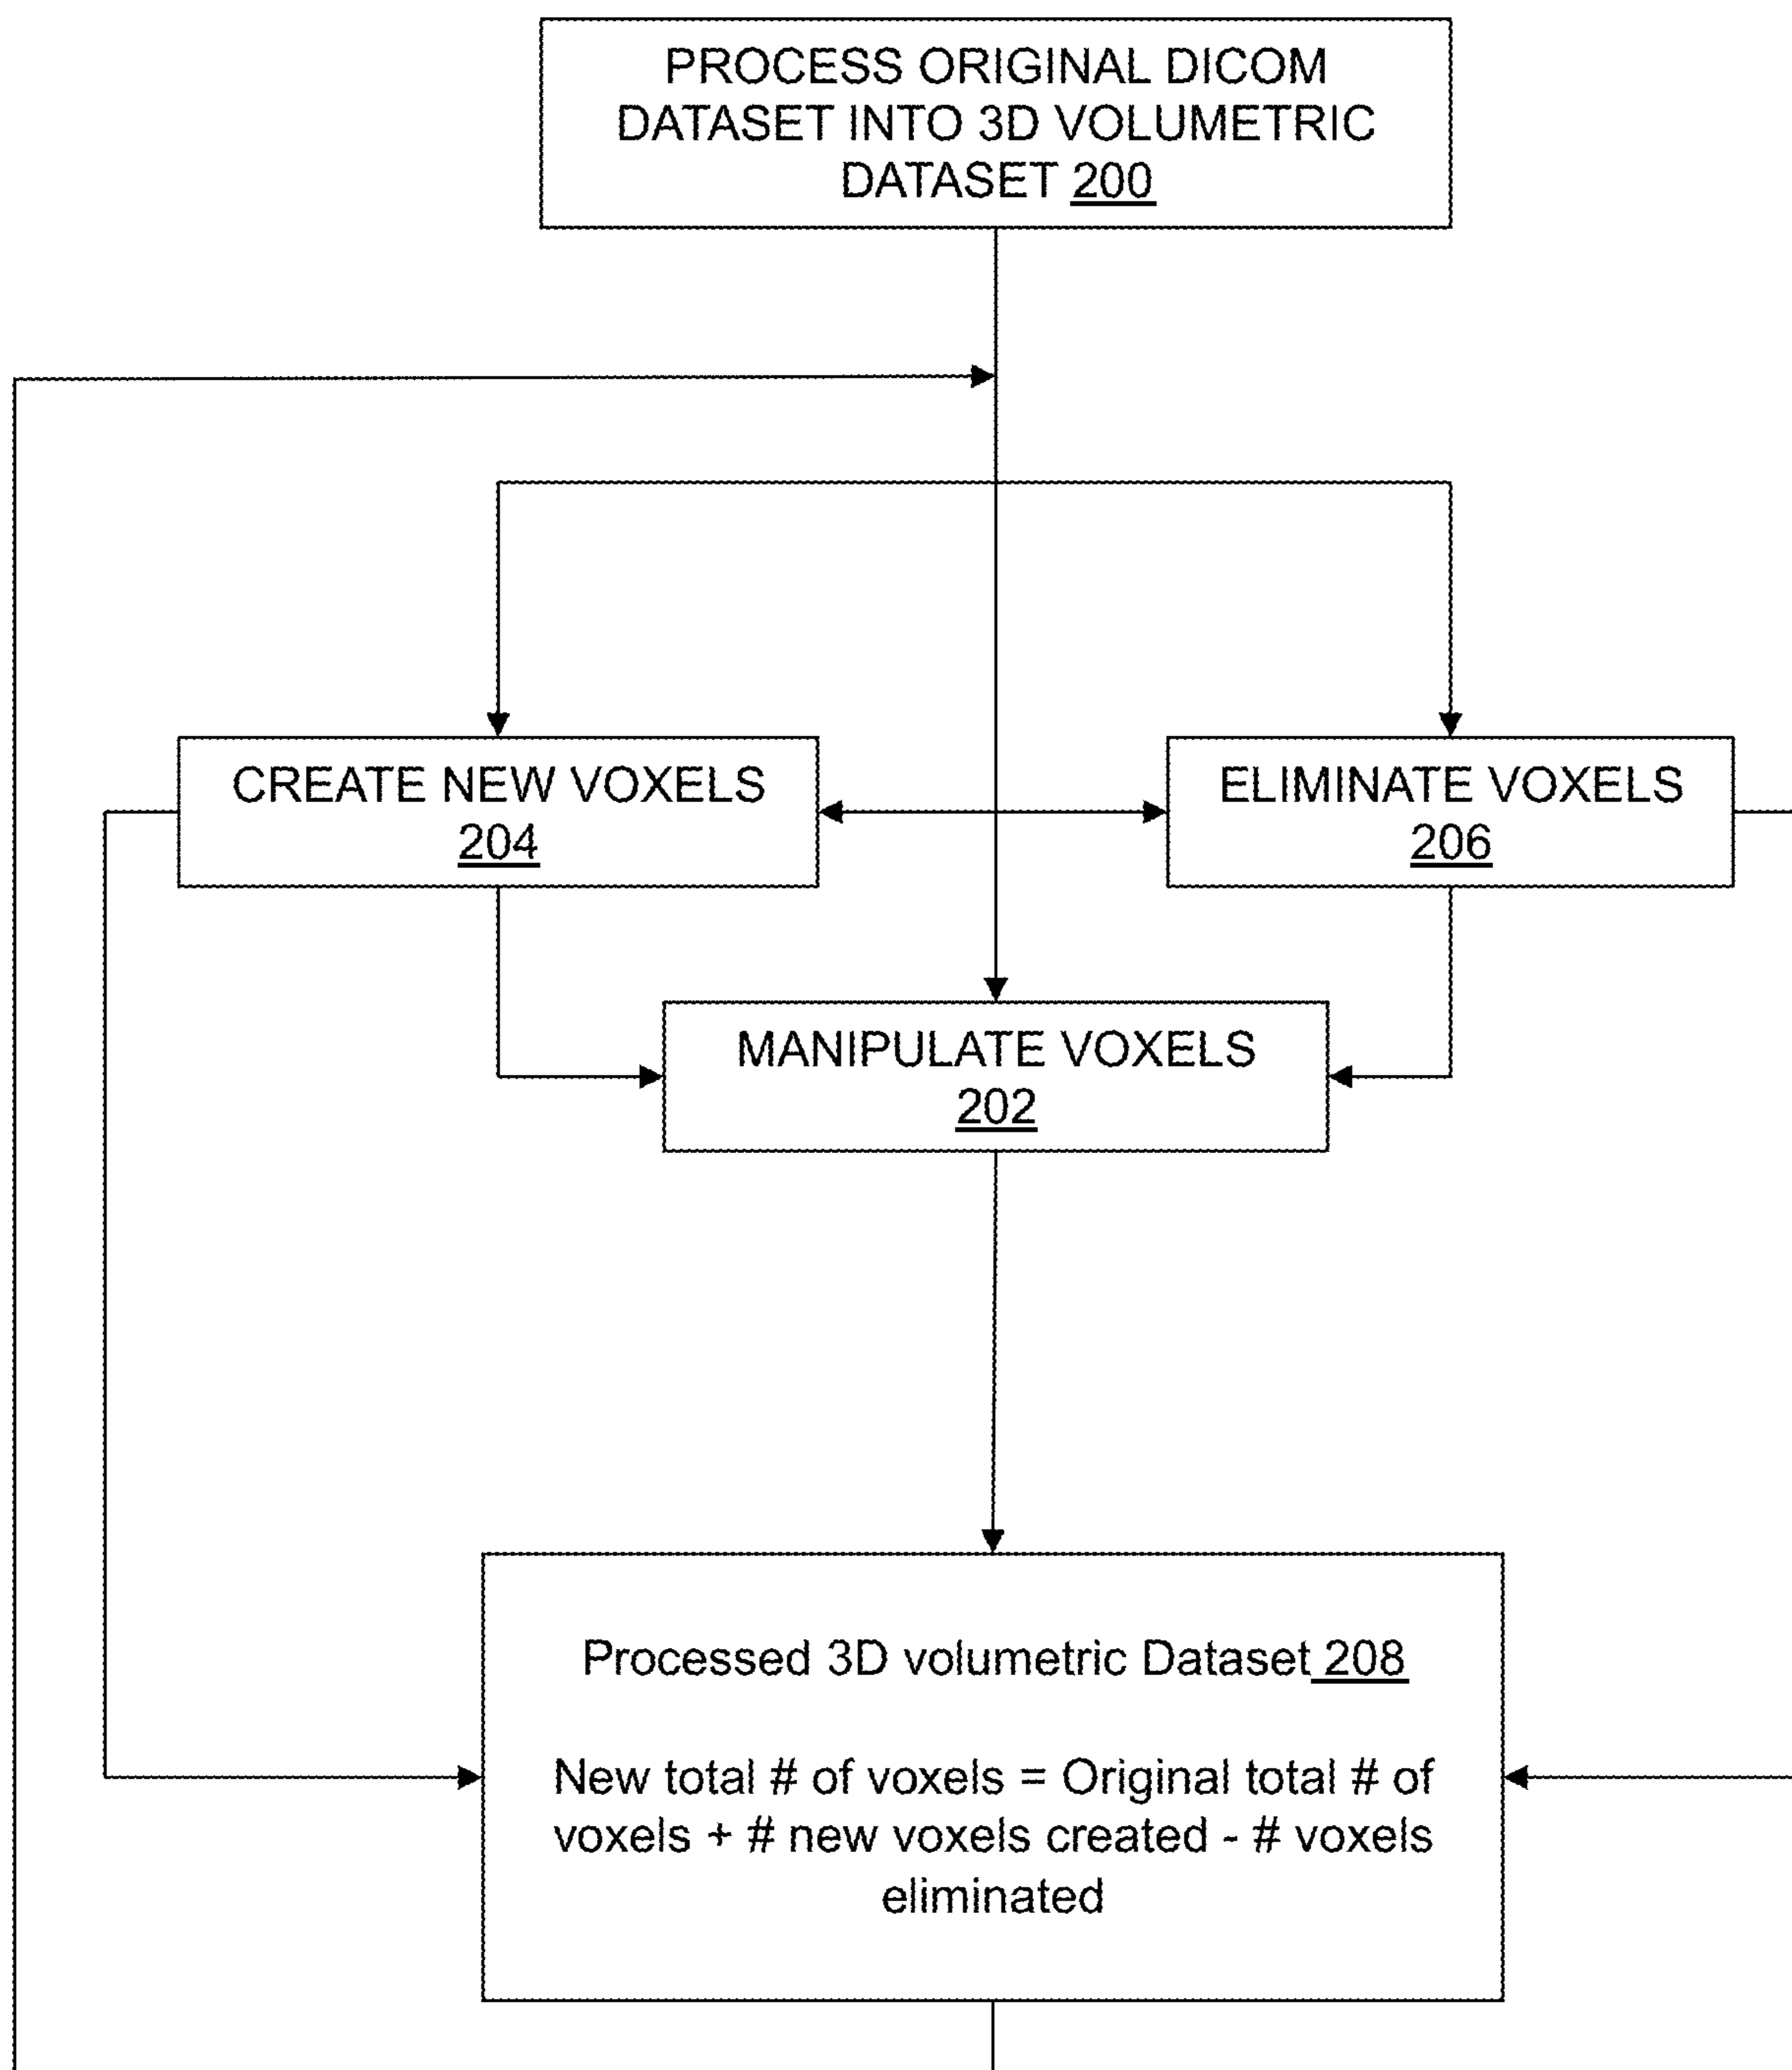 PROCESS ORIGINAL DICOM
DATASET INTO 3D VOLUMETRIC
DATASET 200
CREATE NEW VOXELS
204
ELIMINATE VOXELS
206
MANIPULATE VOXELS
202
Processed 3D volumetric Dataset 208
New total # of voxels = Original total # of
voxels + # new voxels created - # voxels
eliminated